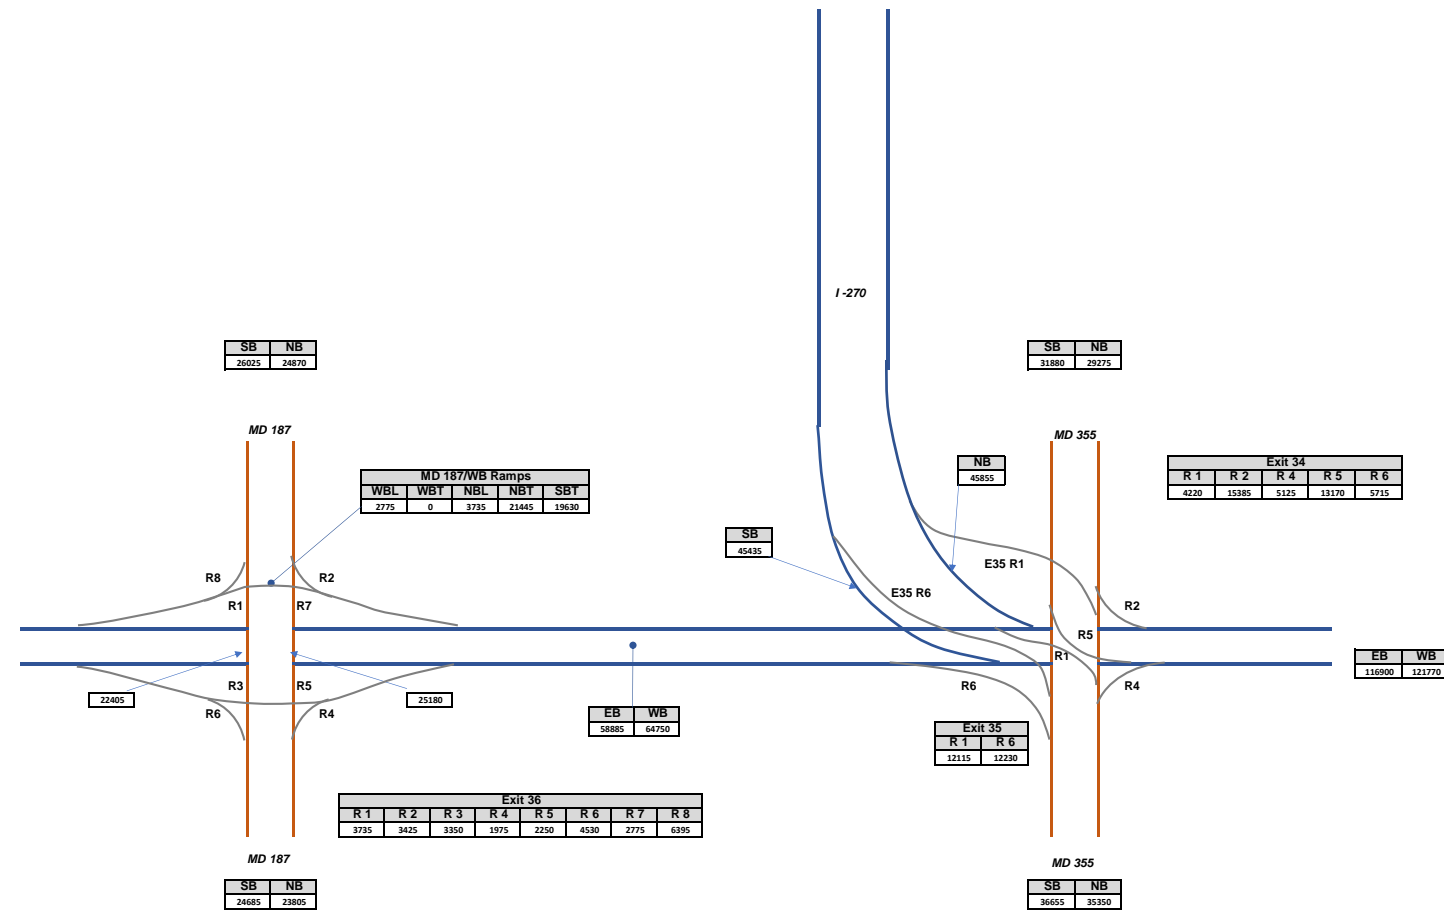 I -270
SB NB
26025 24870
SB NB
31880 29275
MD 187
MD 355
MD 187/WB Ramps
WBL WBT NBL NBT SBT
2775 0 3735 21445 19630
NB
45855
Exit 34
R 1 R 2 R 4 R 5 R 6
4220 15385 5125 13170 5715
SB
45435
E35 R1
R8
R2
R1
R7
E35 R6
R2
R5
R1
EB WB
116900 121770
R3
R5
R6
R4
R6
R4
22405
25180
EB WB
58885 64750
Exit 35
R 1 R 6
12115 12230
Exit 36
R 1 R 2 R 3 R 4 R 5 R 6 R 7 R 8
3735 3425 3350 1975 2250 4530 2775 6395
MD 187
MD 355
SB NB
24685 23805
SB NB
36655 35350